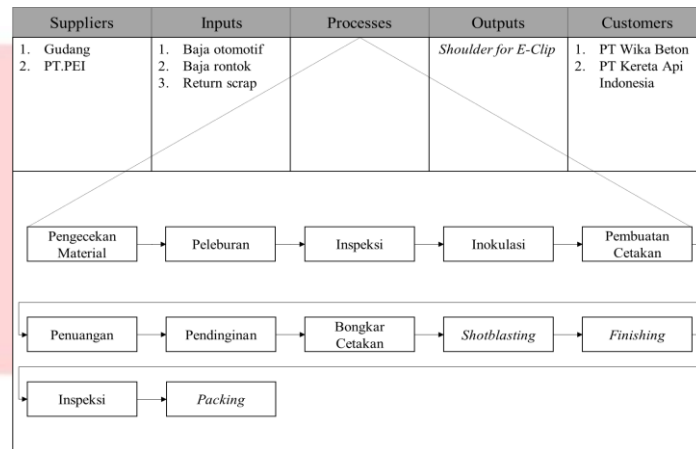 Suppliers Inputs Processes Outputs Customers
1. Gudang
2. PT.PEI
1. Baja otomotif
2. Baja rontok
3. Return scrap
Shoulder for E-Clip
1. PT Wika Beton
2. PT Kereta Api
Indonesia
Pengecekan
Material
Peleburan
Inspeksi
Inokulasi
Pembuatan
Cetakan
Penuangan
Pendinginan
Bongkar
Cetakan
Shotblasting
Finishing
Inspeksi
Packing